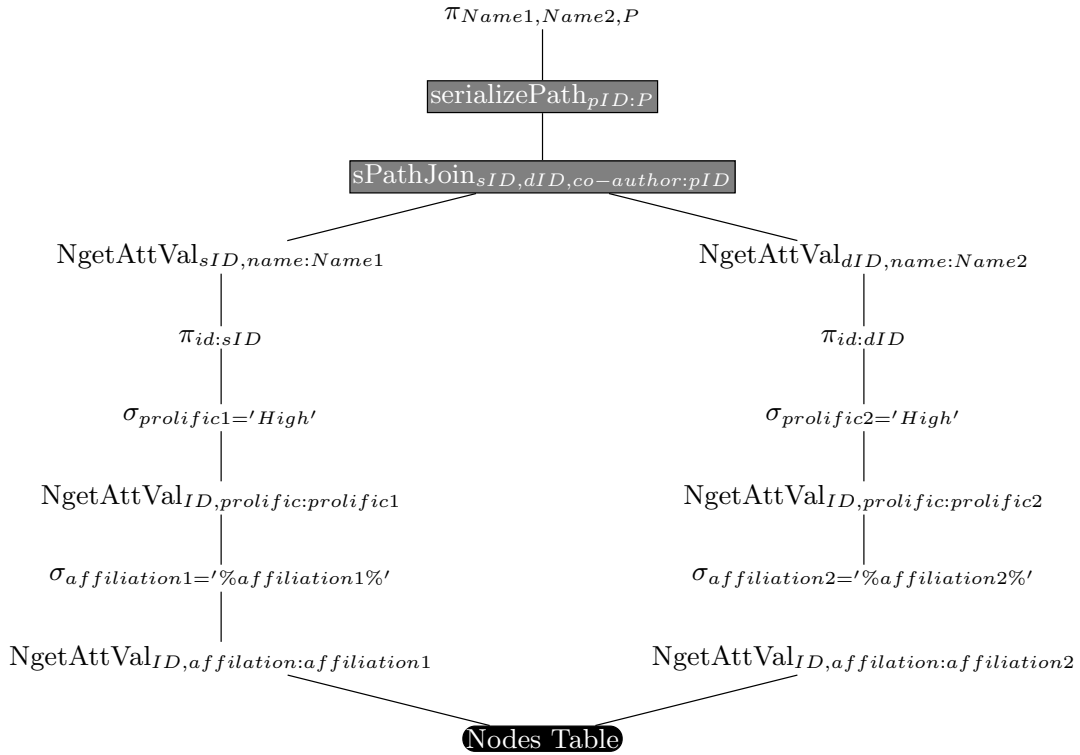 π_{Name1,Name2,P}
serializePath_{pID:P}
sPathJoin_{sID,dID,co−author:pID}
NgetAttVal_{sID,name:Name1}
NgetAttVal_{dID,name:Name2}
π_{id:sID}
π_{id:dID}
σ_{prolific1='High'}
σ_{prolific2='High'}
NgetAttVal_{ID,prolific:prolific1}
NgetAttVal_{ID,prolific:prolific2}
σ_{affiliation1='%affiliation1%'}
σ_{affiliation2='%affiliation2%'}
NgetAttVal_{ID,affilation:affiliation1}
NgetAttVal_{ID,affilation:affiliation2}
Nodes Table